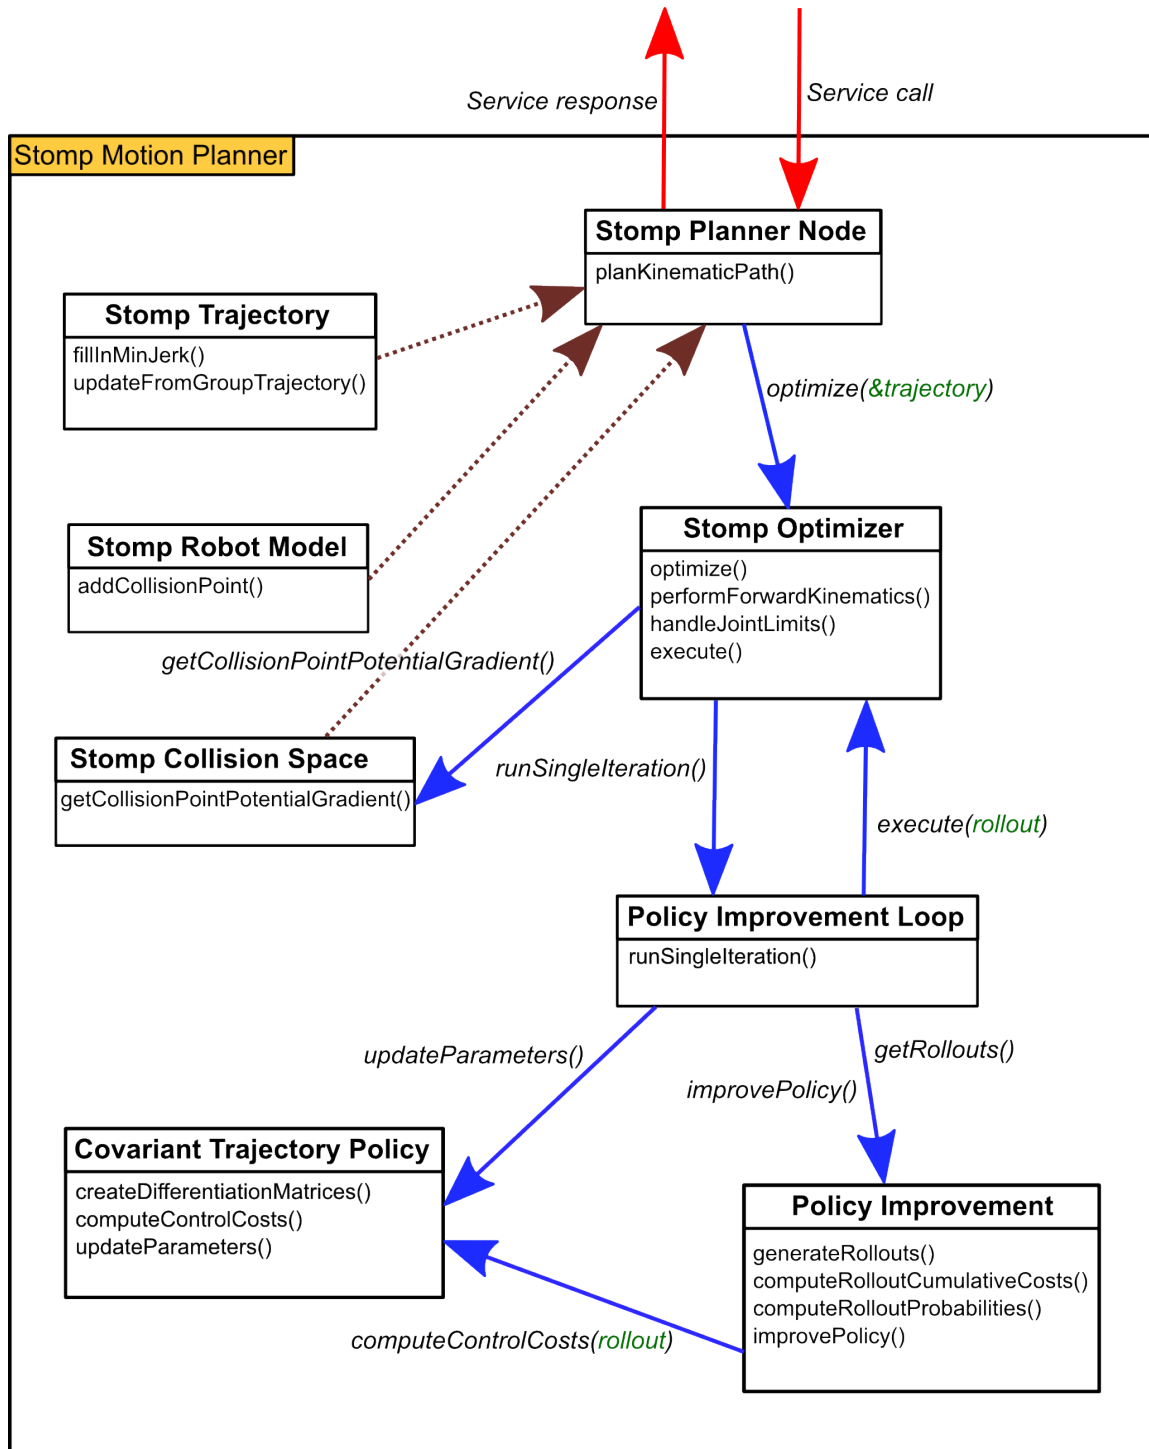 Service response
Service call
Stomp Motion Planner
Stomp Planner Node
planKinematicPath()
Stomp Trajectory
fillInMinJerk()
updateFromGroupTrajectory()
optimize(&trajectory)
Stomp Optimizer
optimize()
performForwardKinematics()
handleJointLimits()
execute()
Stomp Robot Model
addCollisionPoint()
getCollisionPointPotentialGradient()
Stomp Collision Space
getCollisionPointPotentialGradient()
runSingleIteration()
execute(rollout)
Policy Improvement Loop
runSingleIteration()
updateParameters()
getRollouts()
improvePolicy()
Covariant Trajectory Policy
createDifferentiationMatrices()
computeControlCosts()
updateParameters()
Policy Improvement
generateRollouts()
computeRolloutCumulativeCosts()
computeRolloutProbabilities()
improvePolicy()
computeControlCosts(rollout)